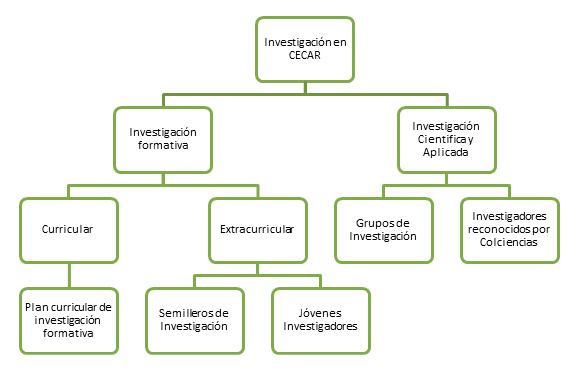 Investigación en
CECAR
Investigación
formativa
Investigación
Cientifica y
Aplicada
Curricular
Extracurricular
Grupos de
Investigación
Investigadores
reconocidos por
Colciencias
Plan curricular de
investigación
formativa
Semilleros de
Investigación
Jóvenes
Investigadores